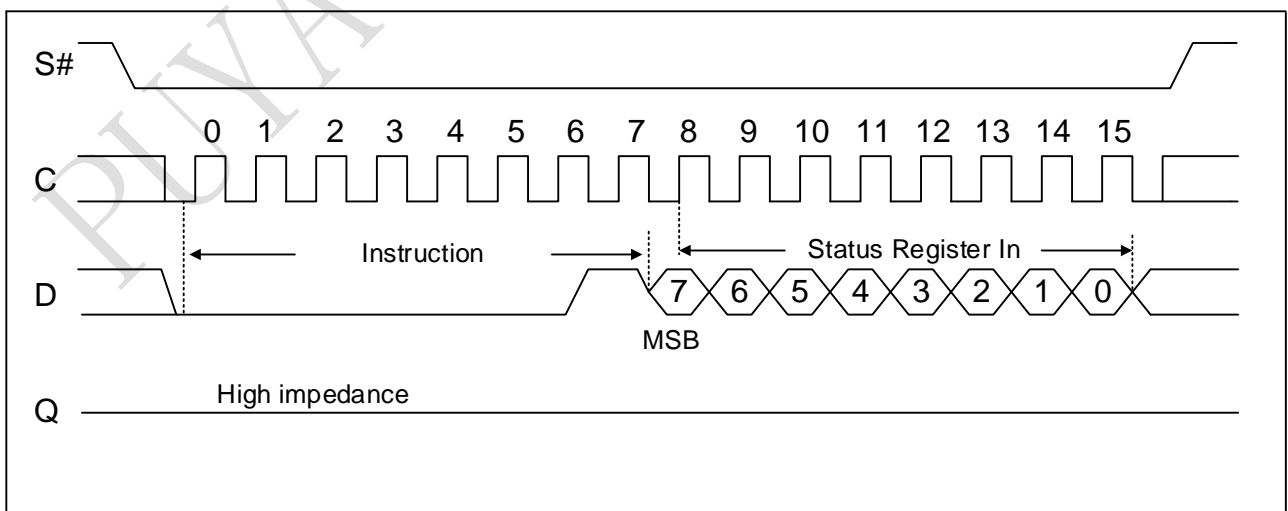 PUYA
S#
0 1 2 3 4 5 6 7 8 9 10 11 12 13 14 15
C
Instruction Status Register In
D 7 6 5 4 3 2 1 0
MSB
High impedance
Q